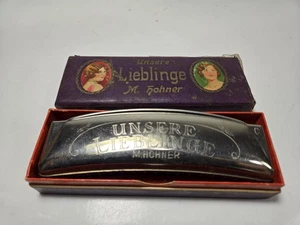 Unsere
Lieblinge
M. Hohner
UNSERE
LIEBLINGE
M.HOHNER